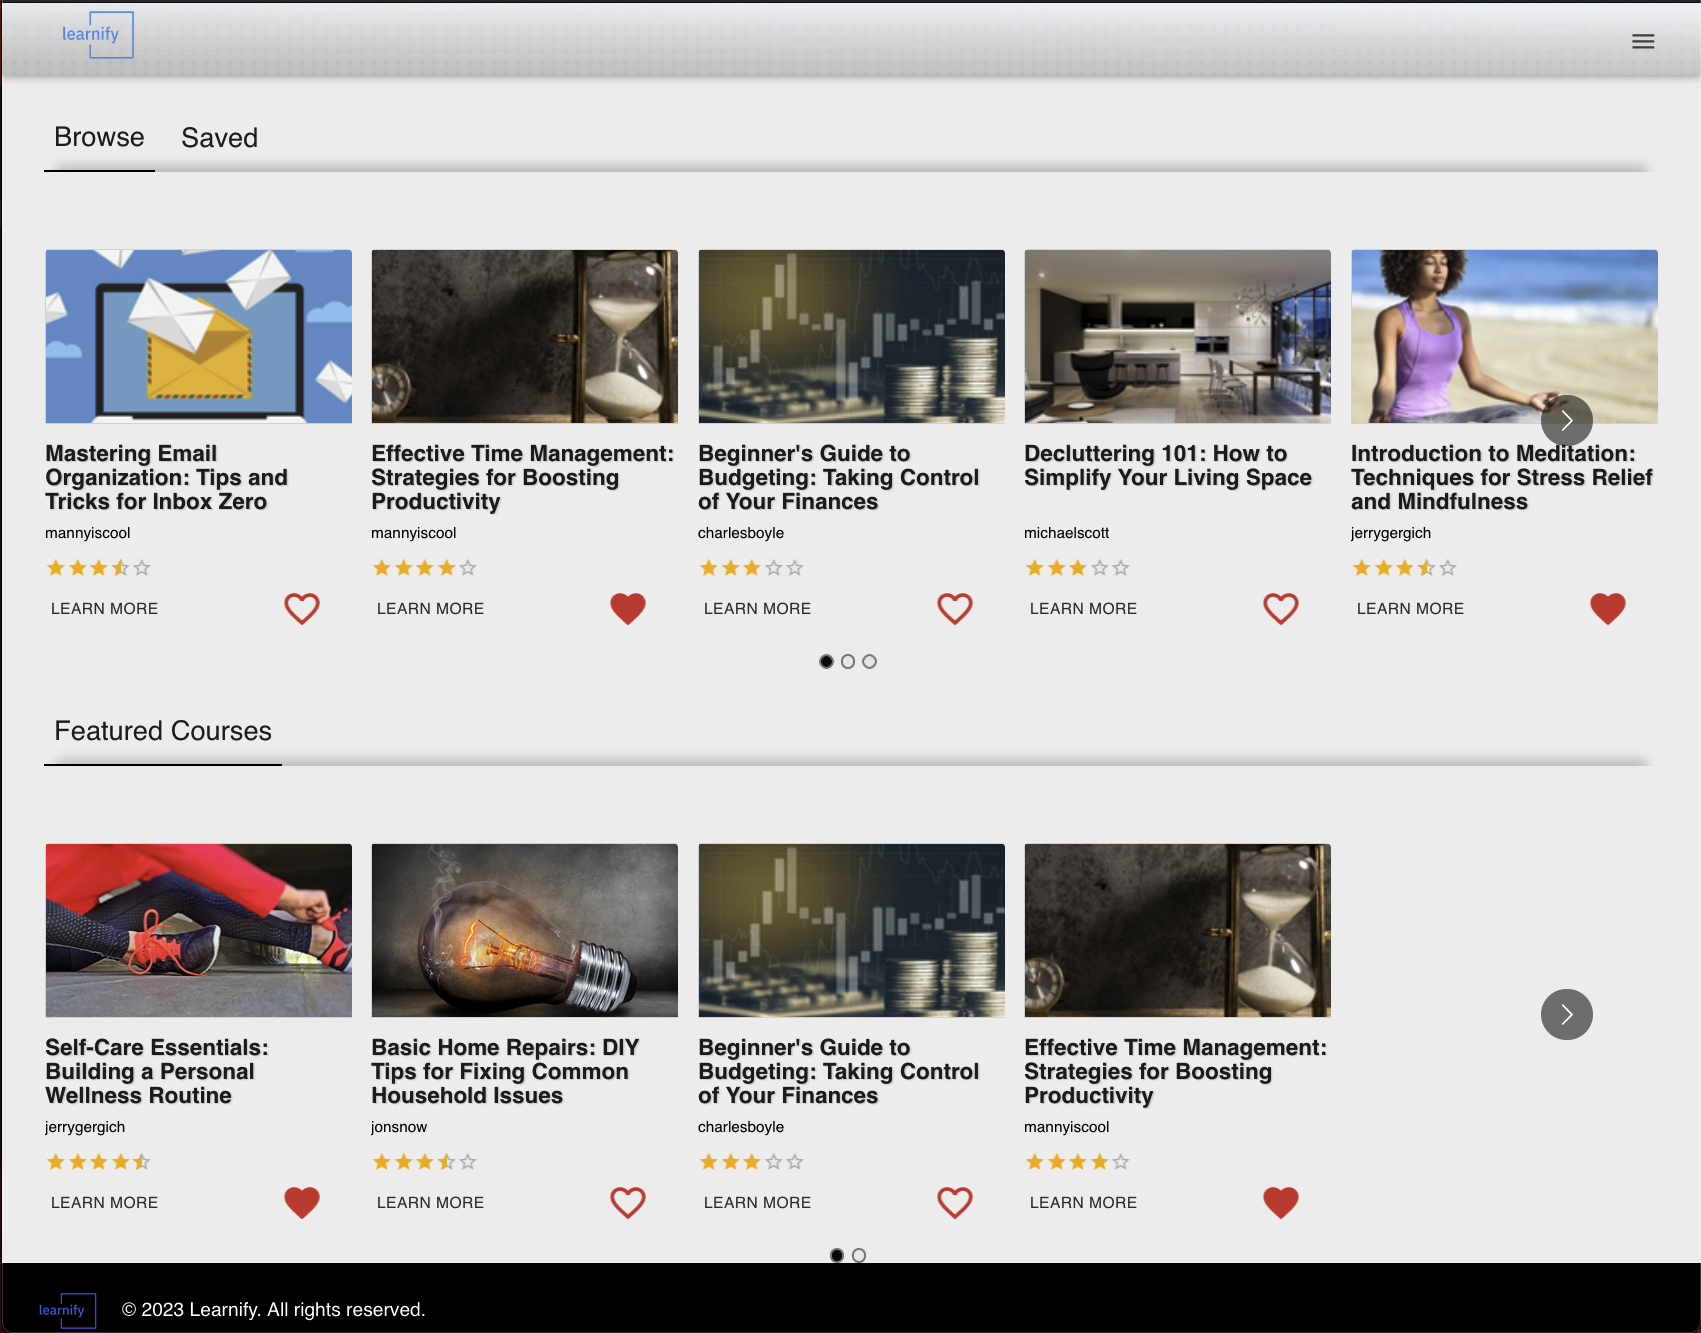 learnify
Browse Saved
Mastering Email
Organization: Tips and
Tricks for Inbox Zero
mannyiscool
LEARN MORE
Effective Time Management:
Strategies for Boosting
Productivity
mannyiscool
LEARN MORE
Beginner's Guide to
Budgeting: Taking Control
of Your Finances
charlesboyle
LEARN MORE
Decluttering 101: How to
Simplify Your Living Space
michaelscott
LEARN MORE
Introduction to Meditation:
Techniques for Stress Relief
and Mindfulness
jerrygergich
LEARN MORE
Featured Courses
Self-Care Essentials:
Building a Personal
Wellness Routine
jerrygergich
LEARN MORE
Basic Home Repairs: DIY
Tips for Fixing Common
Household Issues
jonsnow
LEARN MORE
Beginner's Guide to
Budgeting: Taking Control
of Your Finances
charlesboyle
LEARN MORE
Effective Time Management:
Strategies for Boosting
Productivity
mannyiscool
LEARN MORE
learnify
© 2023 Learnify. All rights reserved.